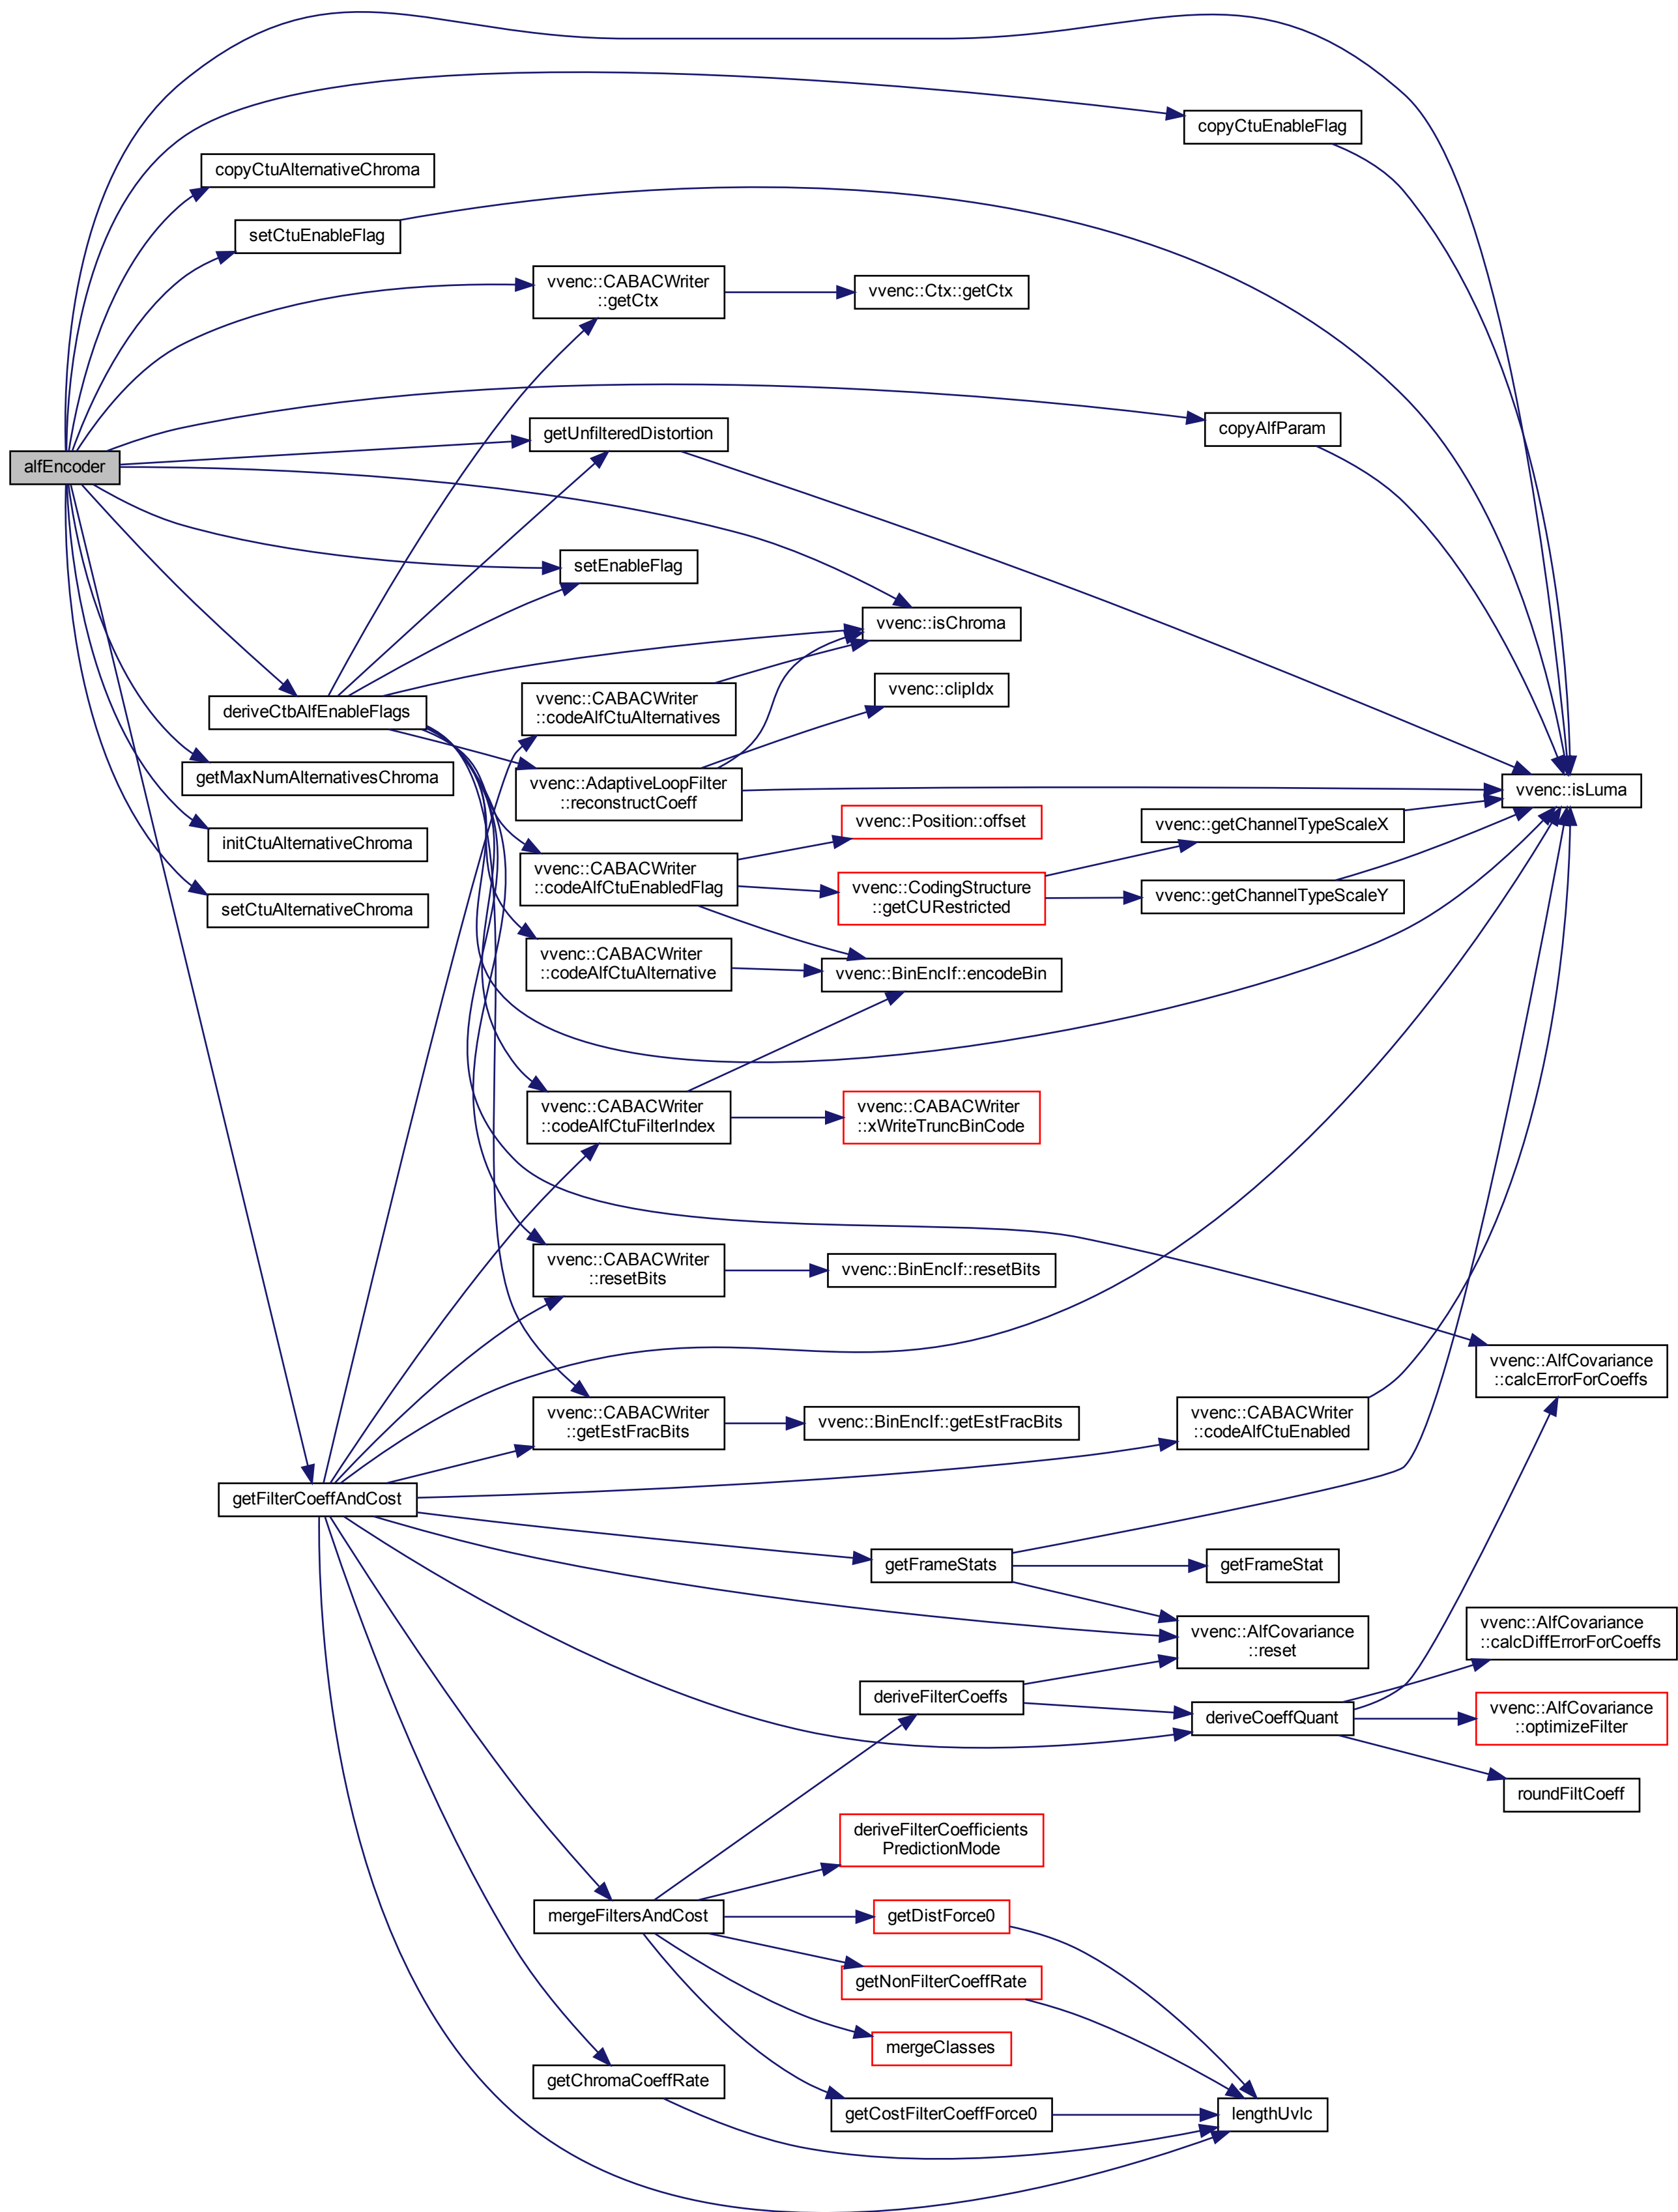 copyCtuEnableFlag
copyCtuAlternativeChroma
setCtuEnableFlag
vvenc::CABACWriter
::getCtx
vvenc::Ctx::getCtx
copyAlfParam
getUnfilteredDistortion
alfEncoder
setEnableFlag
vvenc::isChroma
vvenc::clipIdx
vvenc::CABACWriter
::codeAlfCtuAlternatives
deriveCtbAlfEnableFlags
getMaxNumAlternativesChroma
vvenc::AdaptiveLoopFilter
::reconstructCoeff
vvenc::isLuma
vvenc::Position::offset
vvenc::getChannelTypeScaleX
initCtuAlternativeChroma
vvenc::CABACWriter
::codeAlfCtuEnabledFlag
vvenc::CodingStructure
::getCURestricted
vvenc::getChannelTypeScaleY
setCtuAlternativeChroma
vvenc::CABACWriter
::codeAlfCtuAlternative
vvenc::BinEncIf::encodeBin
vvenc::CABACWriter
::codeAlfCtuFilterIndex
vvenc::CABACWriter
::xWriteTruncBinCode
vvenc::CABACWriter
::resetBits
vvenc::BinEncIf::resetBits
vvenc::AlfCovariance
::calcErrorForCoeffs
vvenc::CABACWriter
::getEstFracBits
vvenc::BinEncIf::getEstFracBits
vvenc::CABACWriter
::codeAlfCtuEnabled
getFilterCoeffAndCost
getFrameStats
getFrameStat
vvenc::AlfCovariance
::reset
vvenc::AlfCovariance
::calcDiffErrorForCoeffs
deriveFilterCoeffs
deriveCoeffQuant
vvenc::AlfCovariance
::optimizeFilter
roundFiltCoeff
deriveFilterCoefficients
PredictionMode
mergeFiltersAndCost
getDistForce0
getNonFilterCoeffRate
mergeClasses
getChromaCoeffRate
getCostFilterCoeffForce0
lengthUvlc